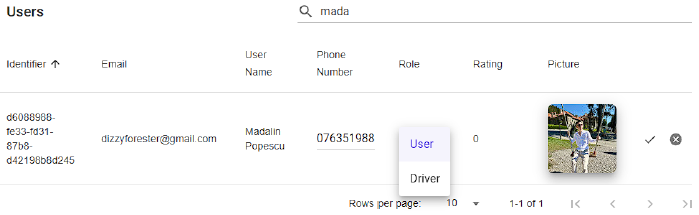 Users
mada
Identifier
Email
User
Name
Phone
Number
Role
Rating
Picture
d6088988-
fe33-fd31-
87b8-
d42198b8d245
dizzyforester@gmail.com
Madalin
Popescu
076351988
User
Driver
0
Rows per page: 10 1-1 of 1